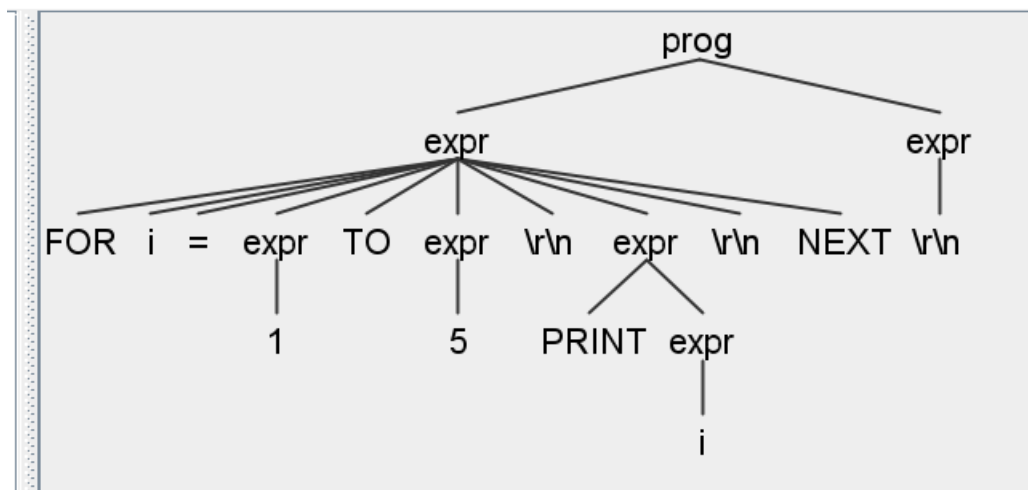 prog
expr expr
FOR i = expr TO expr \r\n expr \r\n NEXT \r\n
1 5 PRINT expr
i